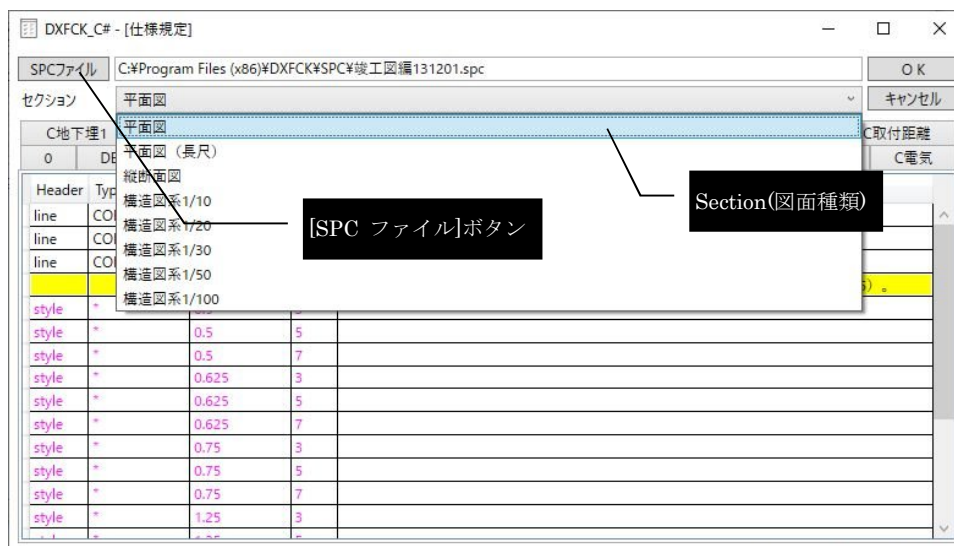 DXFCK_C# - [仕様規定]
SPCファイル C:¥Program Files (x86)¥DXFCK¥SPC¥竣工図編131201.spc OK
セクション 平面図 キャンセル
C地下埋1 C取付距離
0 DE C電気
平面図
平面図（長尺）
縦断面図
構造図系1/10
構造図系1/20
構造図系1/30
構造図系1/50
構造図系1/100
Section(図面種類)
[SPC ファイル]ボタン
Header Typ
line COI
line COI
line COI
）。
style *
style * 0.5 5
style * 0.5 7
style * 0.625 3
style * 0.625 5
style * 0.625 7
style * 0.75 3
style * 0.75 5
style * 0.75 7
style * 1.25 3